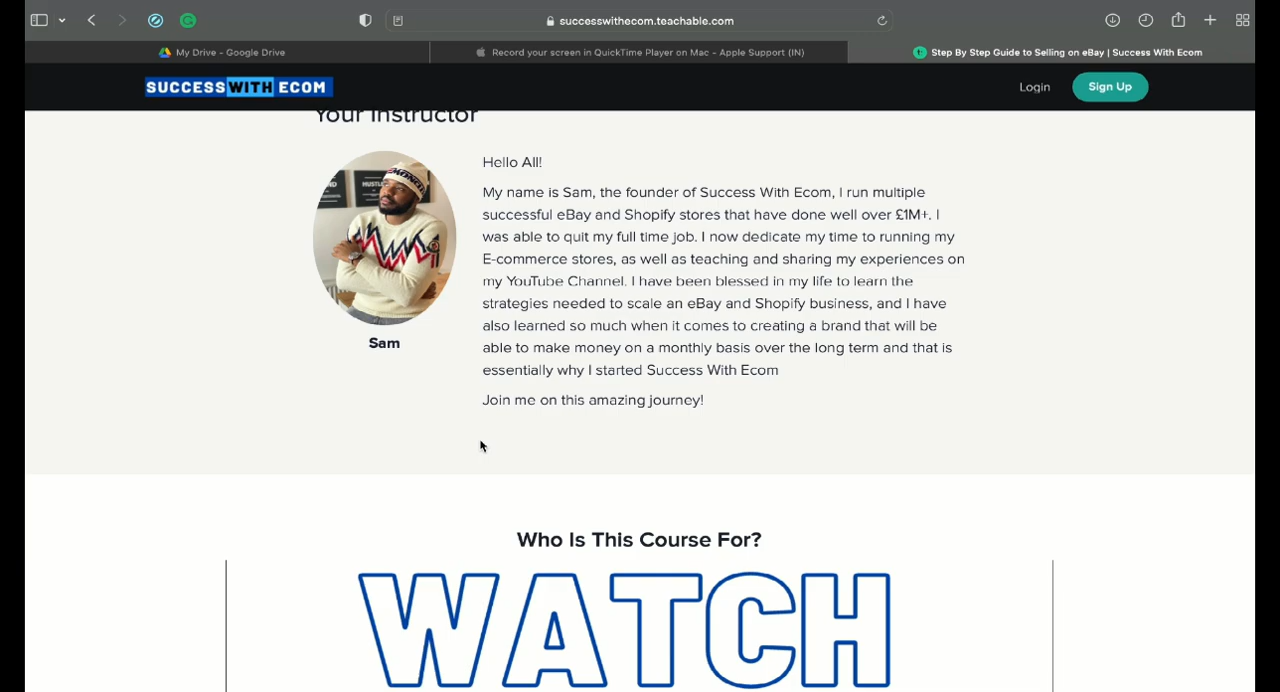 successwithecom.teachable.com
My Drive - Google Drive
Record your screen in QuickTime Player on Mac - Apple Support (IN)
Step By Step Guide to Selling on eBay | Success With Ecom
SUCCESS WITH ECOM
Login
Sign Up
Your Instructor
HUSTLE
Sam
Hello All!
My name is Sam, the founder of Success With Ecom, I run multiple
successful eBay and Shopify stores that have done well over £1M+. I
was able to quit my full time job. I now dedicate my time to running my
E-commerce stores, as well as teaching and sharing my experiences on
my YouTube Channel. I have been blessed in my life to learn the
strategies needed to scale an eBay and Shopify business, and I have
also learned so much when it comes to creating a brand that will be
able to make money on a monthly basis over the long term and that is
essentially why I started Success With Ecom
Join me on this amazing journey!
Who Is This Course For?
WATCH